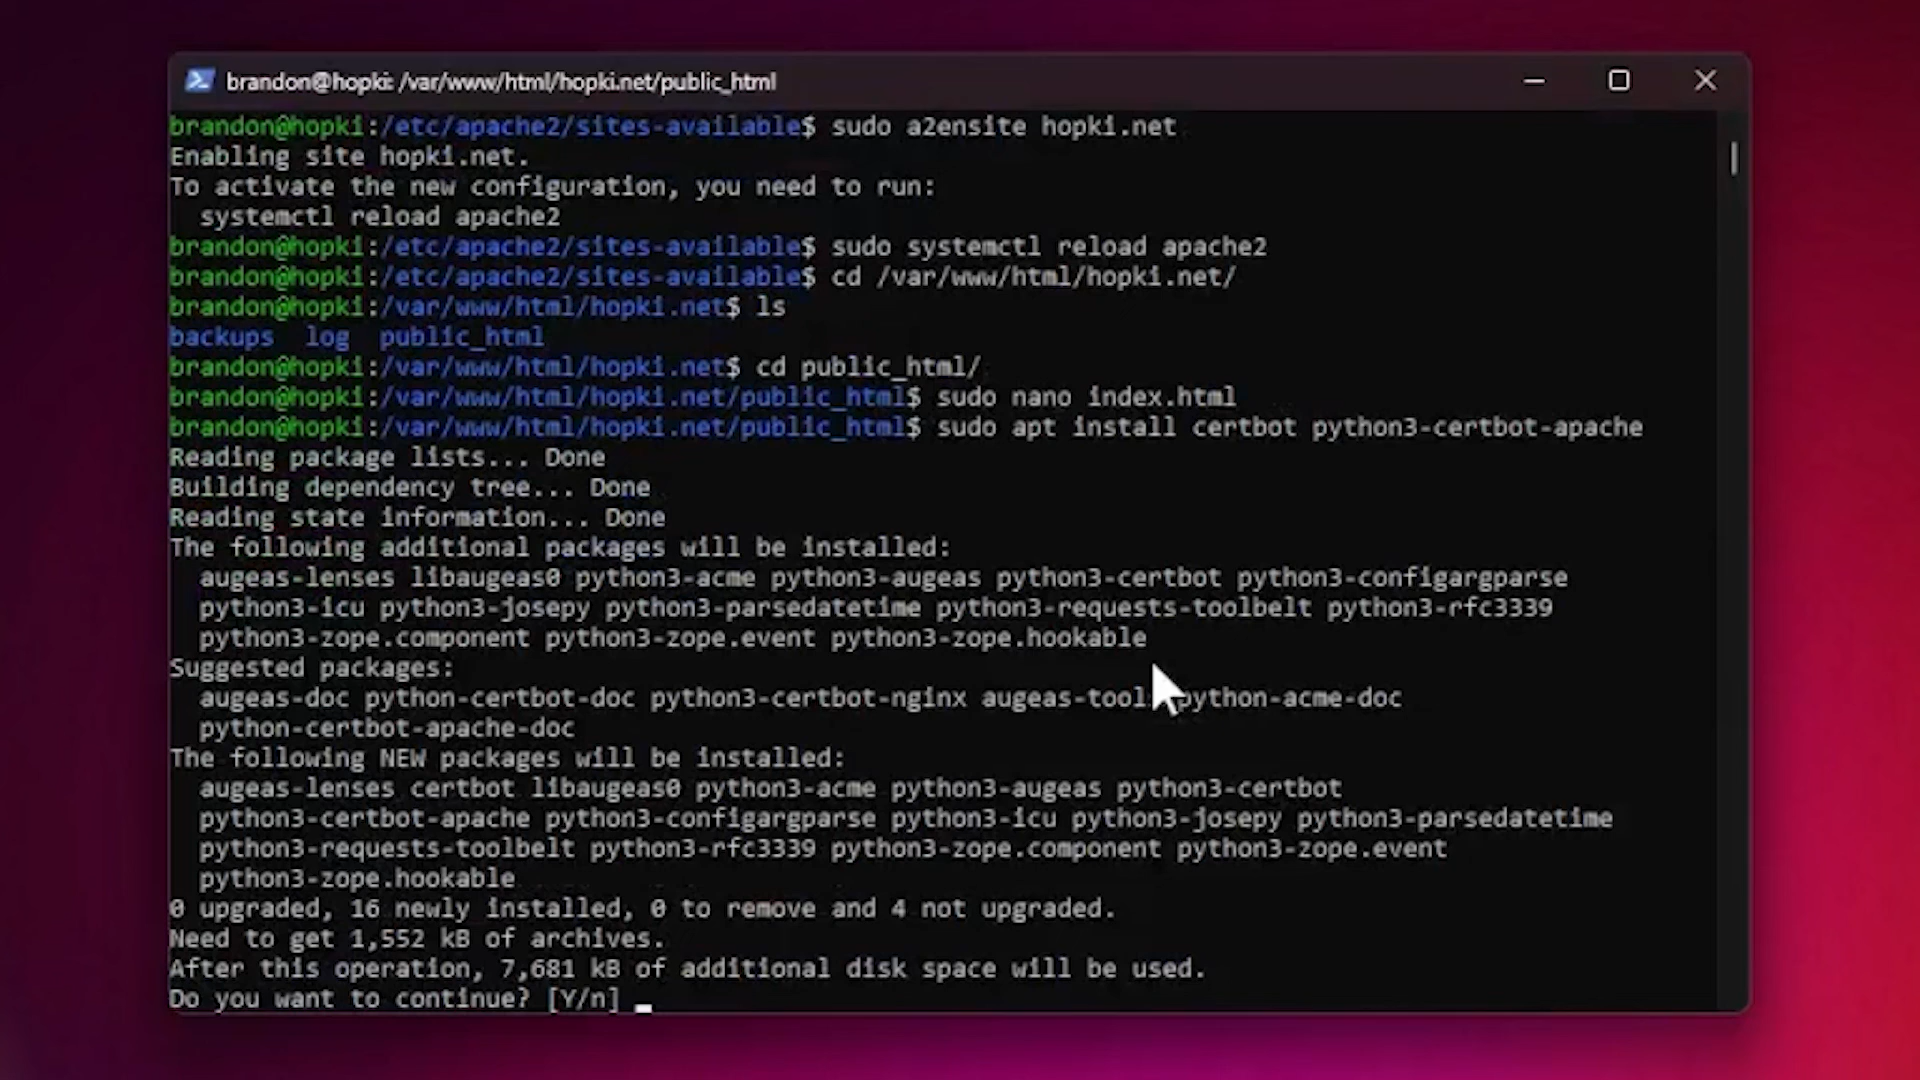 brandon@hopki: /var/www/html/hopki.net/public_html
brandon@hopki:/etc/apache2/sites-available$ sudo a2ensite hopki.net
Enabling site hopki.net.
To activate the new configuration, you need to run:
  systemctl reload apache2
brandon@hopki:/etc/apache2/sites-available$ sudo systemctl reload apache2
brandon@hopki:/etc/apache2/sites-available$ cd /var/www/html/hopki.net/
brandon@hopki:/var/www/html/hopki.net$ ls
backups  log  public_html
brandon@hopki:/var/www/html/hopki.net$ cd public_html/
brandon@hopki:/var/www/html/hopki.net/public_html$ sudo nano index.html
brandon@hopki:/var/www/html/hopki.net/public_html$ sudo apt install certbot python3-certbot-apache
Reading package lists... Done
Building dependency tree... Done
Reading state information... Done
The following additional packages will be installed:
  augeas-lenses libaugeas0 python3-acme python3-augeas python3-certbot python3-configargparse
  python3-icu python3-josepy python3-parsedatetime python3-requests-toolbelt python3-rfc3339
  python3-zope.component python3-zope.event python3-zope.hookable
Suggested packages:
  augeas-doc python-certbot-doc python3-certbot-nginx augeas-tool python-acme-doc
  python-certbot-apache-doc
The following NEW packages will be installed:
  augeas-lenses certbot libaugeas0 python3-acme python3-augeas python3-certbot
  python3-certbot-apache python3-configargparse python3-icu python3-josepy python3-parsedatetime
  python3-requests-toolbelt python3-rfc3339 python3-zope.component python3-zope.event
  python3-zope.hookable
0 upgraded, 16 newly installed, 0 to remove and 4 not upgraded.
Need to get 1,552 kB of archives.
After this operation, 7,681 kB of additional disk space will be used.
Do you want to continue? [Y/n]